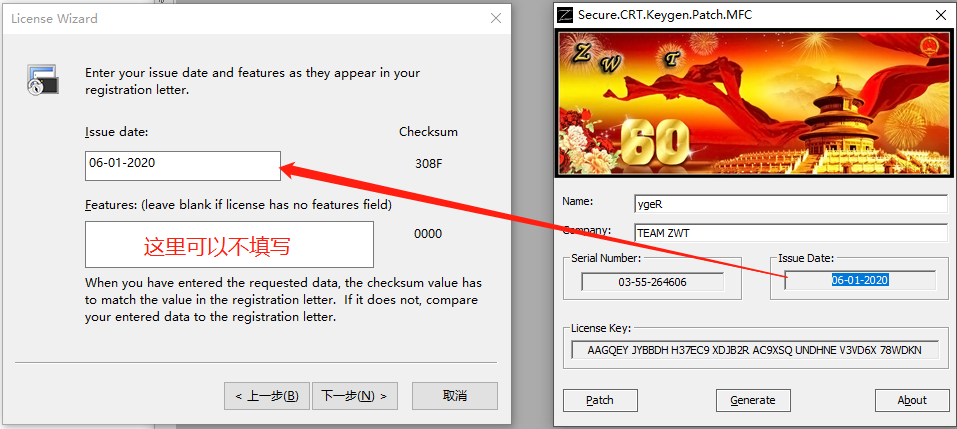 License Wizard
Enter your issue date and features as they appear in your
registration letter.
Issue date:
Checksum
06-01-2020
308F
Features: (leave blank if license has no features field)
这里可以不填写
0000
When you have entered the requested data, the checksum value has
to match the value in the registration letter. If it does not, compare
your entered data to the registration letter.
< 上一步(B)
下一步(N) >
取消
Secure.CRT.Keygen.Patch.MFC
Z W T
60
Name:
ygeR
Company:
TEAM ZWT
Serial Number:
03-55-264606
Issue Date:
06-01-2020
License Key:
AAGQEY JYBBDH H37EC9 XDJB2R AC9XSQ UNDHNE V3VD6X 78WDKN
Patch
Generate
About